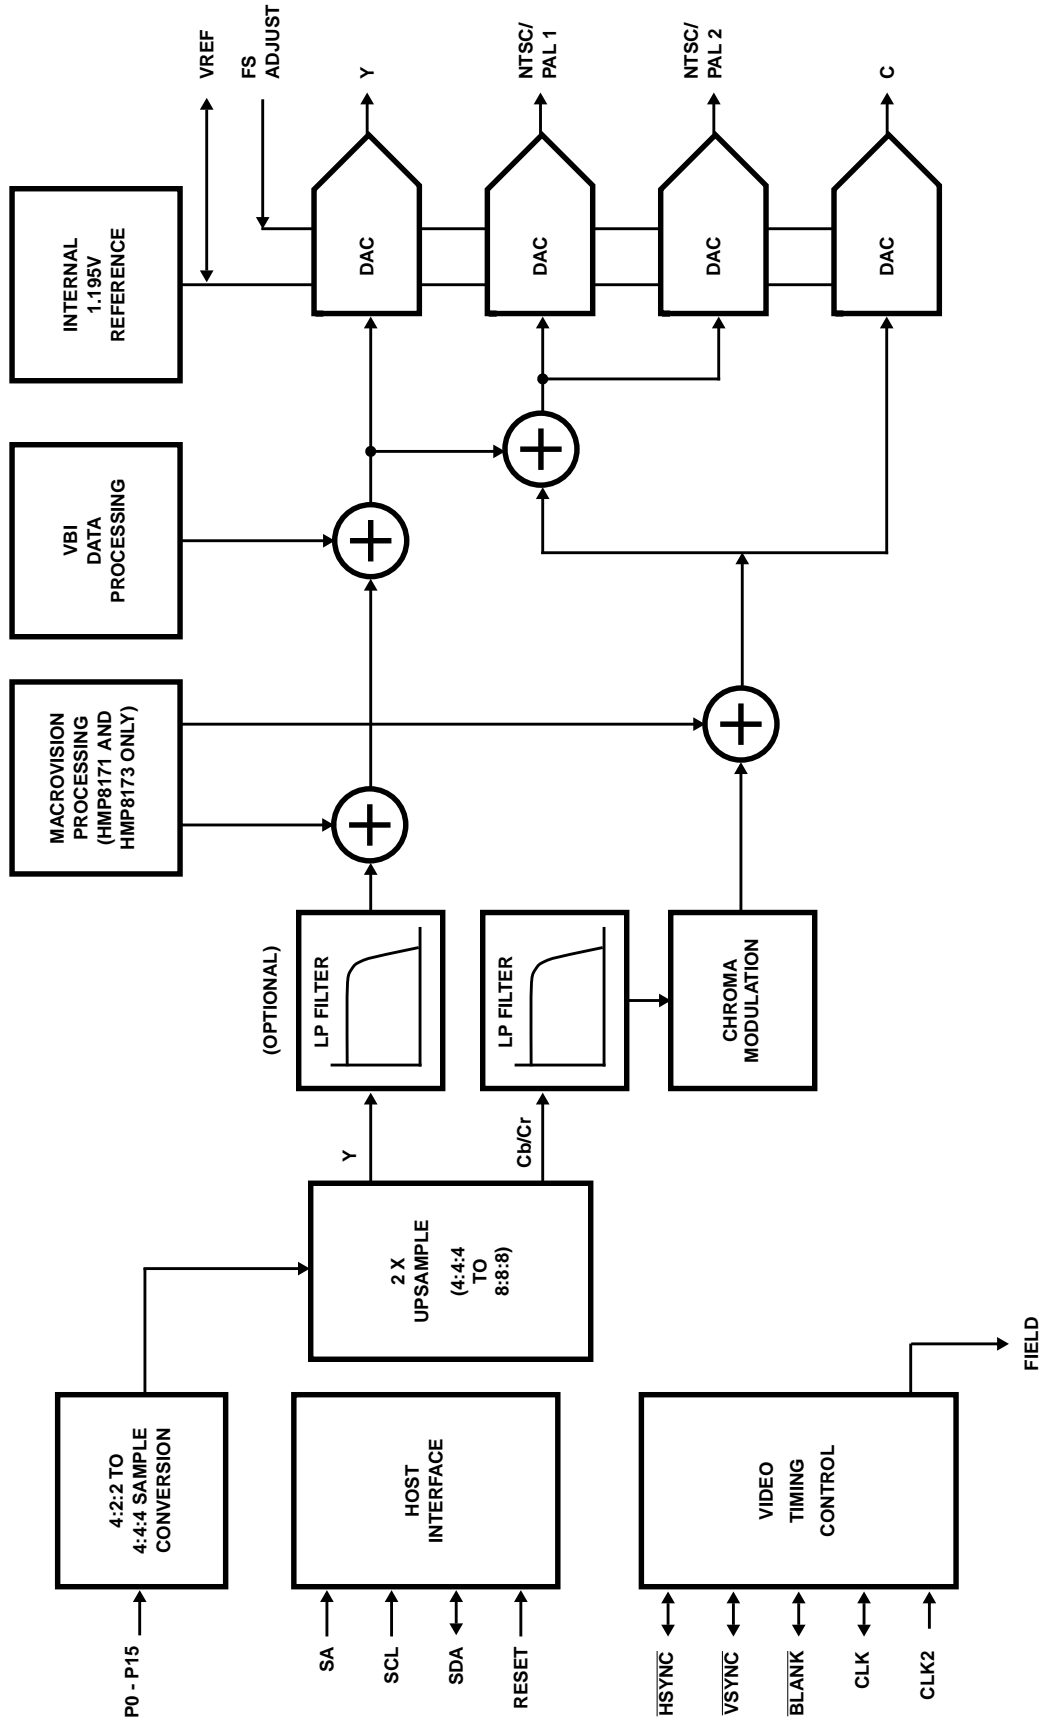 P0 - P15
4:2:2 TO
4:4:4 SAMPLE
CONVERSION
SA
SCL
SDA
RESET
HOST
INTERFACE
HSYNC
VSYNC
BLANK
CLK
CLK2
VIDEO
TIMING
CONTROL
FIELD
2 X
UPSAMPLE
(4:4:4
TO
8:8:8)
Y
Cb/Cr
(OPTIONAL)
LP FILTER
LP FILTER
CHROMA
MODULATION
MACROVISION
PROCESSING
(HMP8171 AND
HMP8173 ONLY)
VBI
DATA
PROCESSING
INTERNAL
1.195V
REFERENCE
VREF
FS
ADJUST
DAC
Y
DAC
NTSC/
PAL 1
DAC
NTSC/
PAL 2
DAC
C